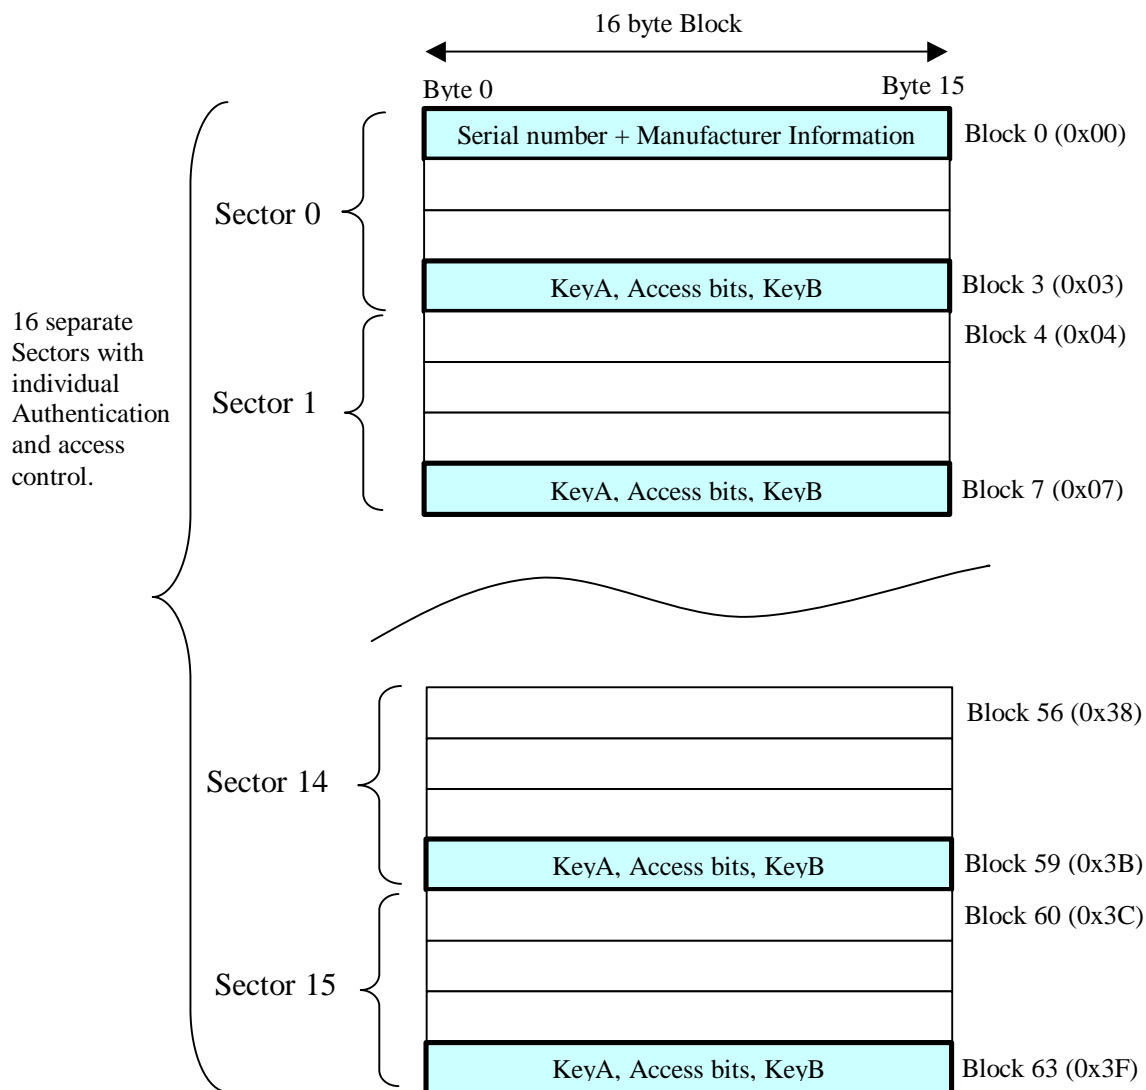 16 byte Block
Byte 0
Byte 15
Serial number + Manufacturer Information
Block 0 (0x00)
Sector 0
KeyA, Access bits, KeyB
Block 3 (0x03)
16 separate
Sectors with
individual
Authentication
and access
control.
Block 4 (0x04)
Sector 1
KeyA, Access bits, KeyB
Block 7 (0x07)
Block 56 (0x38)
Sector 14
KeyA, Access bits, KeyB
Block 59 (0x3B)
Block 60 (0x3C)
Sector 15
KeyA, Access bits, KeyB
Block 63 (0x3F)